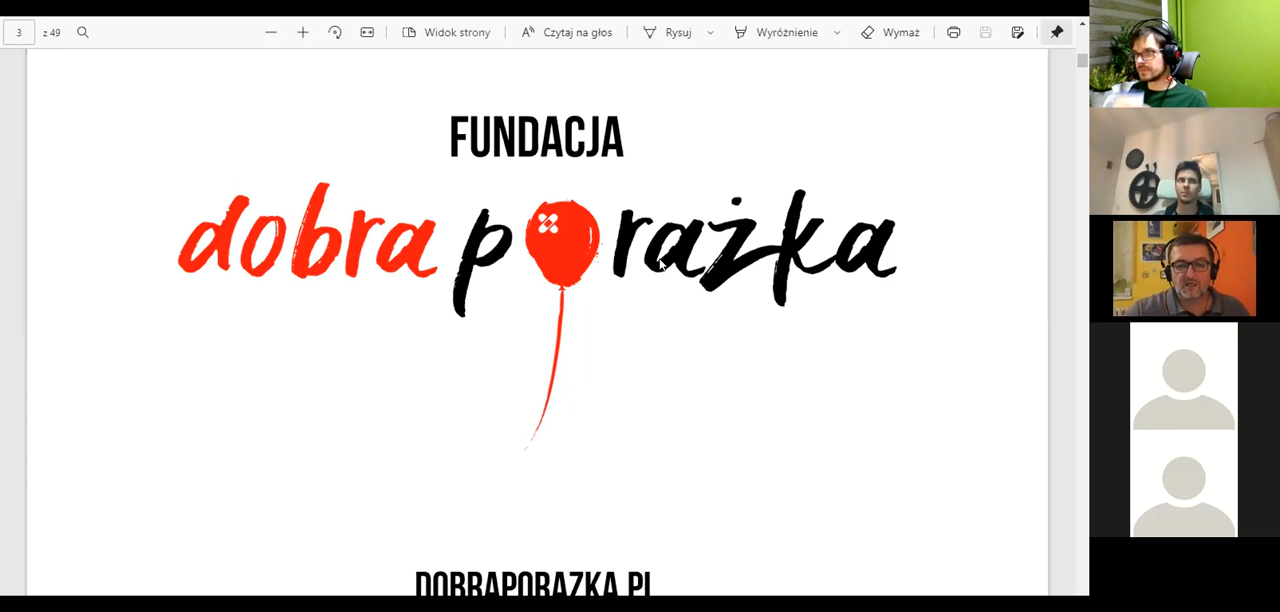 3 z 49 Widok strony Czytaj na głos Rysuj Wyróżnienie Wymaż
FUNDACJA
dobra porażka
DOBRAPORAZKA.PL